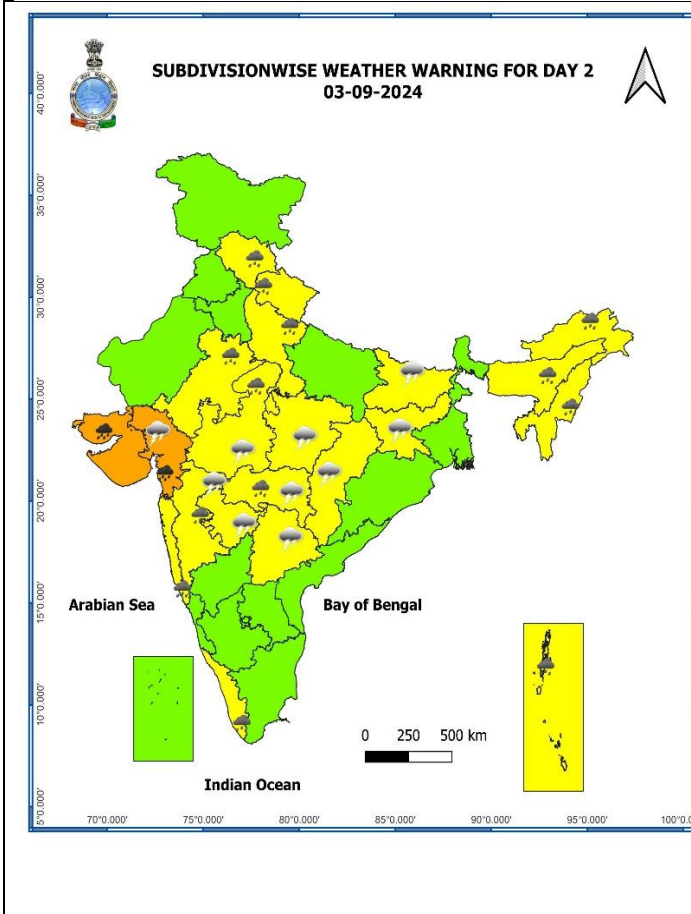 SUBDIVISIONWISE WEATHER WARNING FOR DAY 2
03-09-2024
40°0.000'
35°0.000'
30°0.000'
25°0.000'
20°0.000'
15°0.000'
10°0.000'
5°0.000'
Arabian Sea
Bay of Bengal
0 250 500 km
Indian Ocean
70°0.000' 75°0.000' 80°0.000' 85°0.000' 90°0.000' 95°0.000' 100°0.0